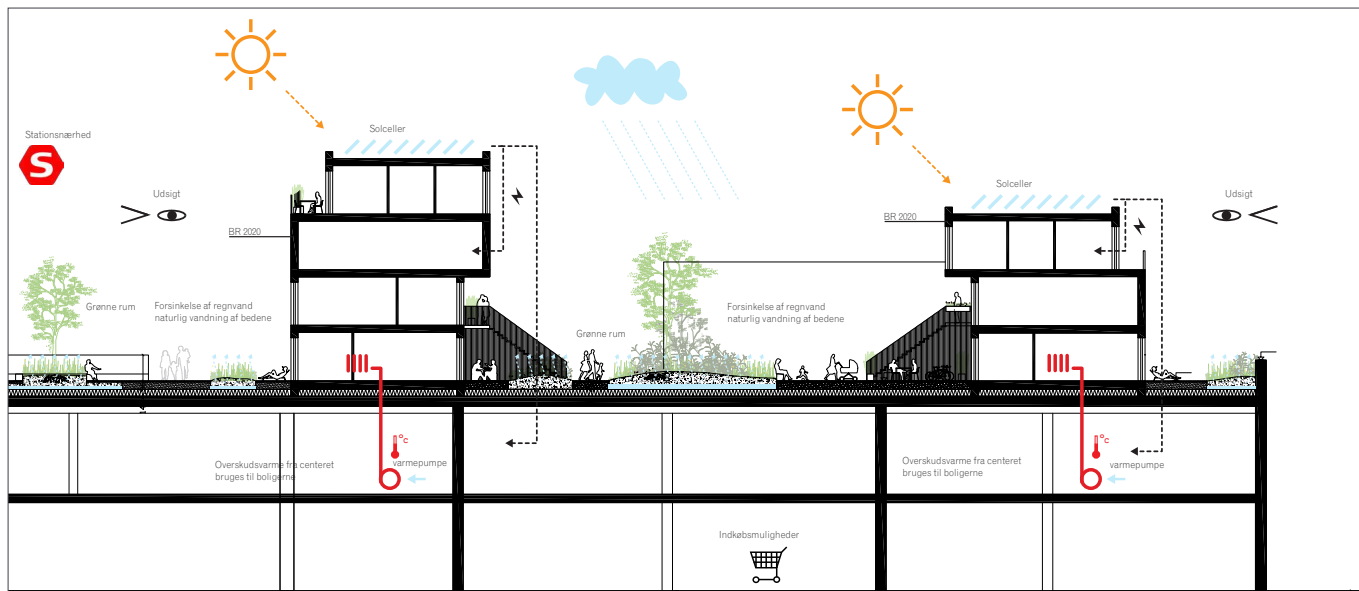 Solceller
Stationsnærhed
S
Solceller
Udsigt
Udsigt
BR 2020
BR 2020
Grønne rum
Forsinkelse af regnvand
naturlig vandning af bedene
Forsinkelse af regnvand
naturlig vandning af bedene
Grønne rum
°c
°c
Overskudsvarme fra centeret
bruges til boligerne
varmepumpe
Overskudsvarme fra centeret
bruges til boligerne
varmepumpe
Indkøbsmuligheder